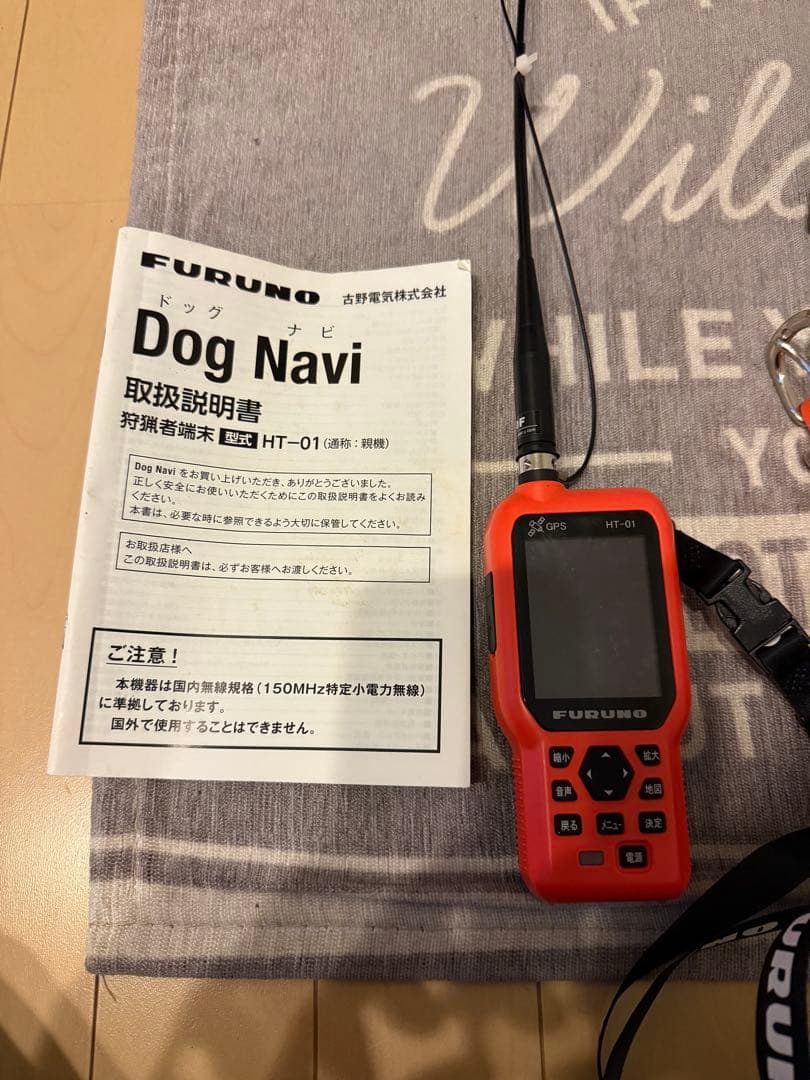 FURUNO 古野電気株式会社
ドッグ ナビ
Dog Navi
取扱説明書
狩猟者端末 型式 HT-01(通称:親機)
Dog Navi をお買い上げいただき、ありがとうございました。
正しく安全にお使いいただくためにこの取扱説明書をよくお読み
ください。
本書は、必要な時に参照できるよう大切に保管してください。
お取扱店様へ
この取扱説明書は、必ずお客様へお渡しください。
ご注意!
本機器は国内無線規格(150MHz特定小電力無線)
に準拠しております。
国外で使用することはできません。
GPS HT-01
FURUNO
縮小 拡大
音声 地図
戻る メニュー 決定
電源
Wild
WHILE